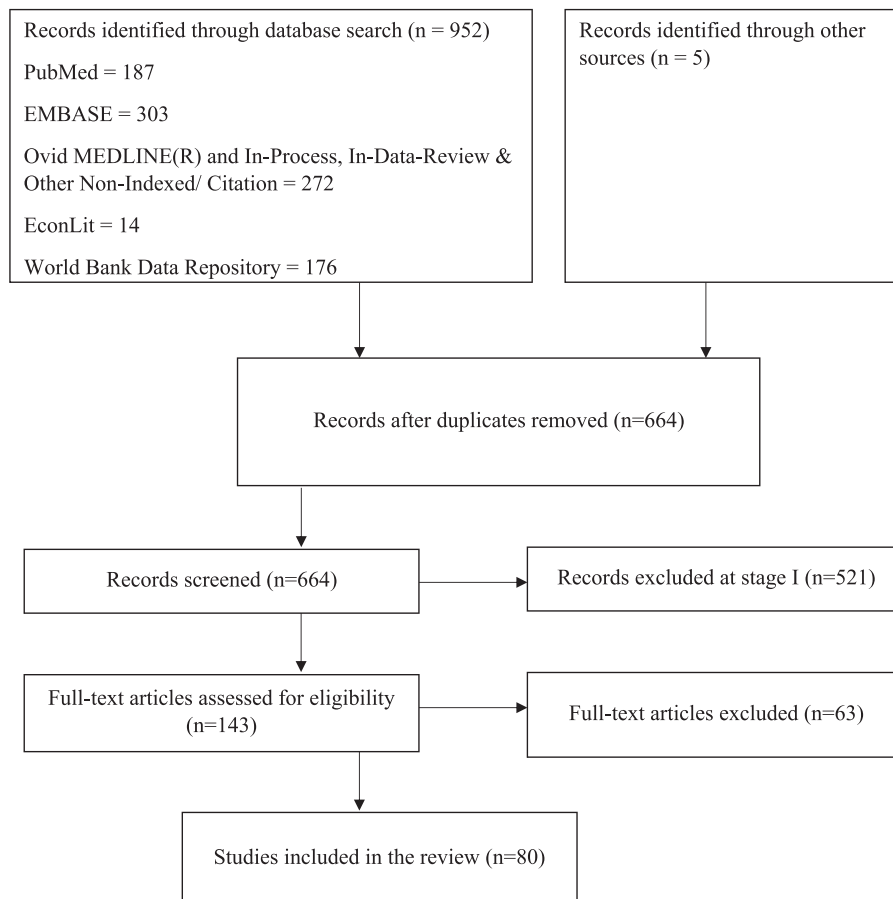 Records identified through database search (n = 952)
PubMed = 187
EMBASE = 303
Ovid MEDLINE(R) and In-Process, In-Data-Review &
Other Non-Indexed/ Citation = 272
EconLit = 14
World Bank Data Repository = 176
Records identified through other
sources (n = 5)
Records after duplicates removed (n=664)
Records screened (n=664)
Records excluded at stage I (n=521)
Full-text articles assessed for eligibility
(n=143)
Full-text articles excluded (n=63)
Studies included in the review (n=80)